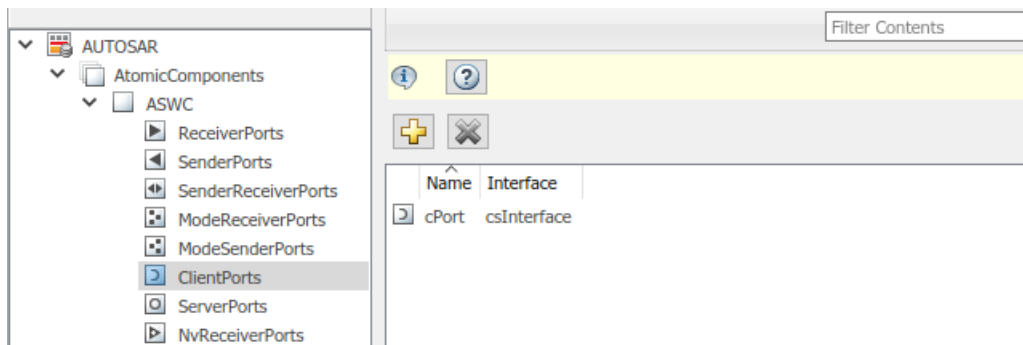 Filter Contents
AUTOSAR
AtomicComponents
ASWC
ReceiverPorts
SenderPorts
SenderReceiverPorts
ModeReceiverPorts
ModeSenderPorts
ClientPorts
ServerPorts
NvReceiverPorts
Name Interface
cPort csInterface